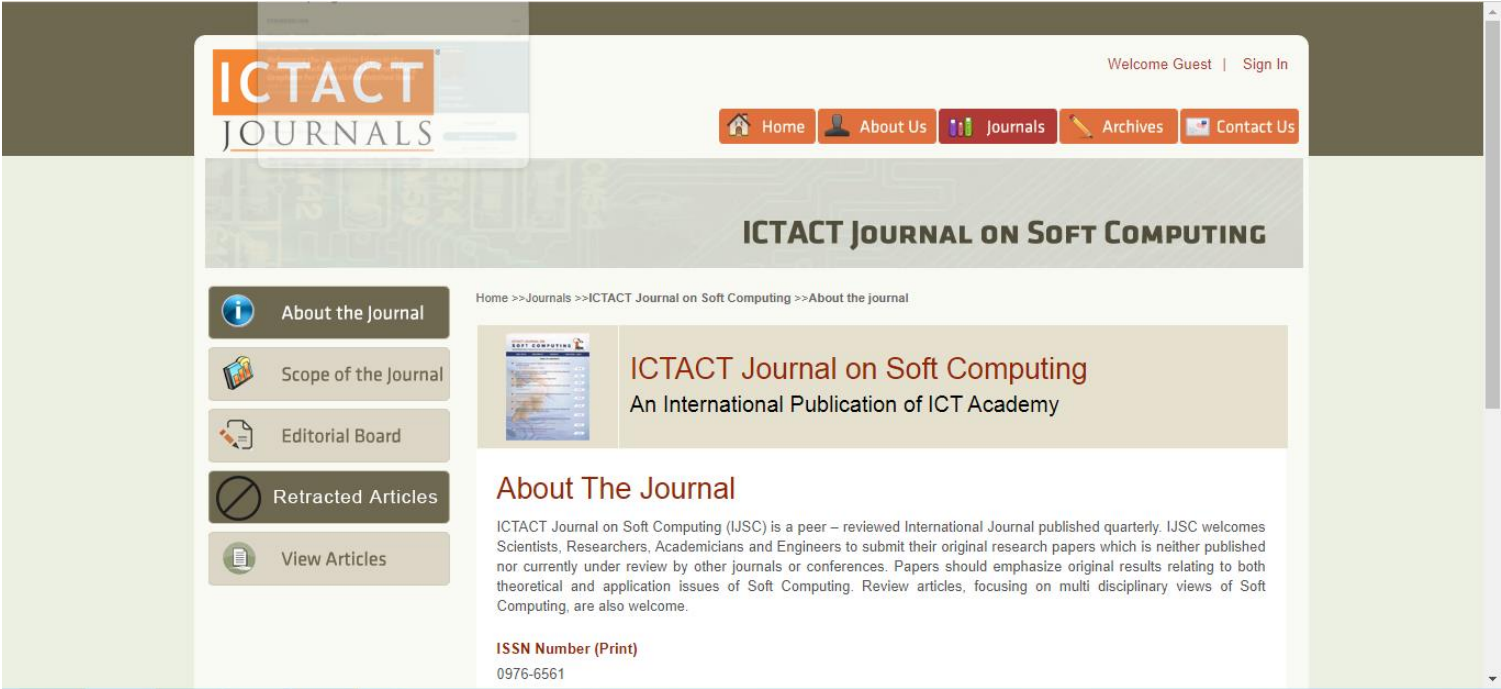 ICTACT
JOURNALS
Welcome Guest | Sign In
Home About Us Journals Archives Contact Us
ICTACT Journal on Soft Computing
About the Journal
Scope of the Journal
Editorial Board
Retracted Articles
View Articles
Home >>Journals >>ICTACT Journal on Soft Computing >>About the journal
SOFT COMPUTING
ICTACT Journal on Soft Computing
An International Publication of ICT Academy
About The Journal
ICTACT Journal on Soft Computing (IJSC) is a peer – reviewed International Journal published quarterly. IJSC welcomes
Scientists, Researchers, Academicians and Engineers to submit their original research papers which is neither published
nor currently under review by other journals or conferences. Papers should emphasize original results relating to both
theoretical and application issues of Soft Computing. Review articles, focusing on multi disciplinary views of Soft
Computing, are also welcome.
ISSN Number (Print)
0976-6561